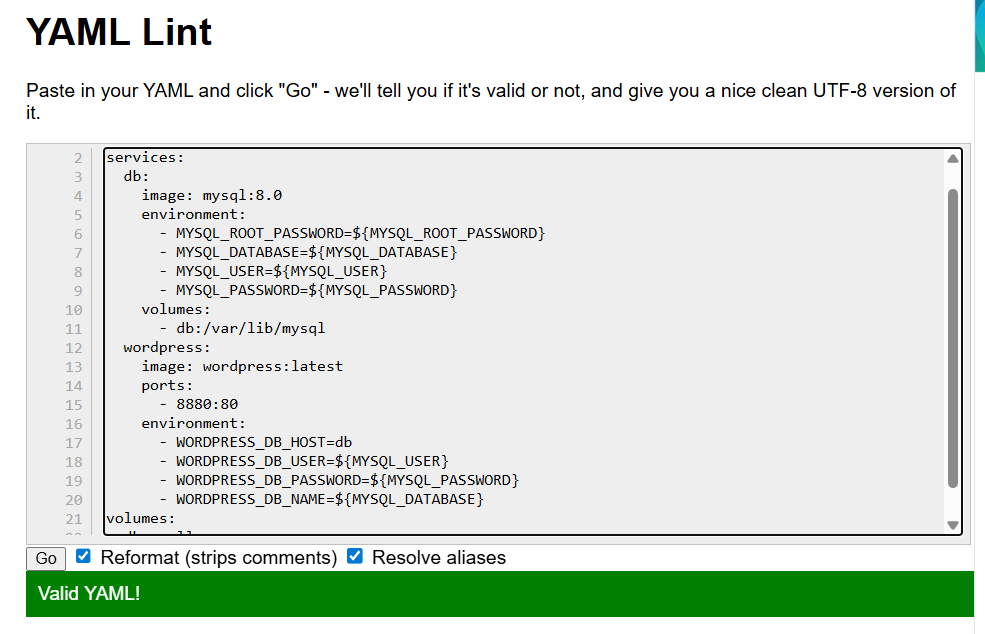 YAML Lint
Paste in your YAML and click "Go" - we'll tell you if it's valid or not, and give you a nice clean UTF-8 version of
it.
2 services:
3   db:
4     image: mysql:8.0
5     environment:
6       - MYSQL_ROOT_PASSWORD=${MYSQL_ROOT_PASSWORD}
7       - MYSQL_DATABASE=${MYSQL_DATABASE}
8       - MYSQL_USER=${MYSQL_USER}
9       - MYSQL_PASSWORD=${MYSQL_PASSWORD}
10     volumes:
11       - db:/var/lib/mysql
12   wordpress:
13     image: wordpress:latest
14     ports:
15       - 8880:80
16     environment:
17       - WORDPRESS_DB_HOST=db
18       - WORDPRESS_DB_USER=${MYSQL_USER}
19       - WORDPRESS_DB_PASSWORD=${MYSQL_PASSWORD}
20       - WORDPRESS_DB_NAME=${MYSQL_DATABASE}
21 volumes:
Go Reformat (strips comments) Resolve aliases
Valid YAML!